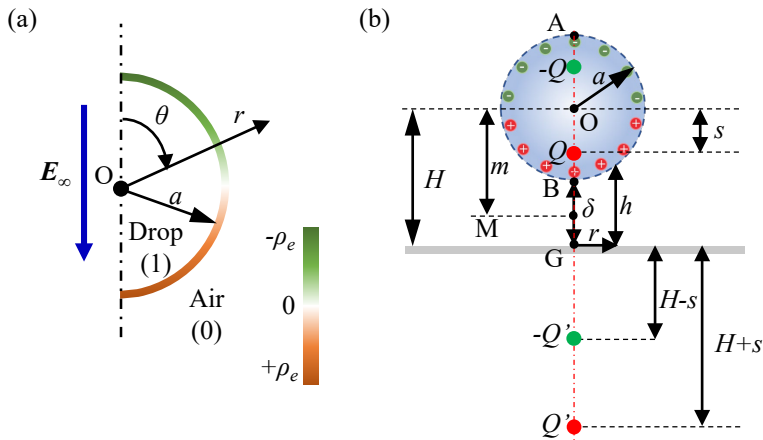 (a)
θ
r
E∞
O
a
Drop
(1)
Air
(0)
-ρe
0
+ρe
(b)
A
-Q
a
O
s
H
m
Q
B
δ
h
M
G
r
H-s
H+s
-Q’
Q’